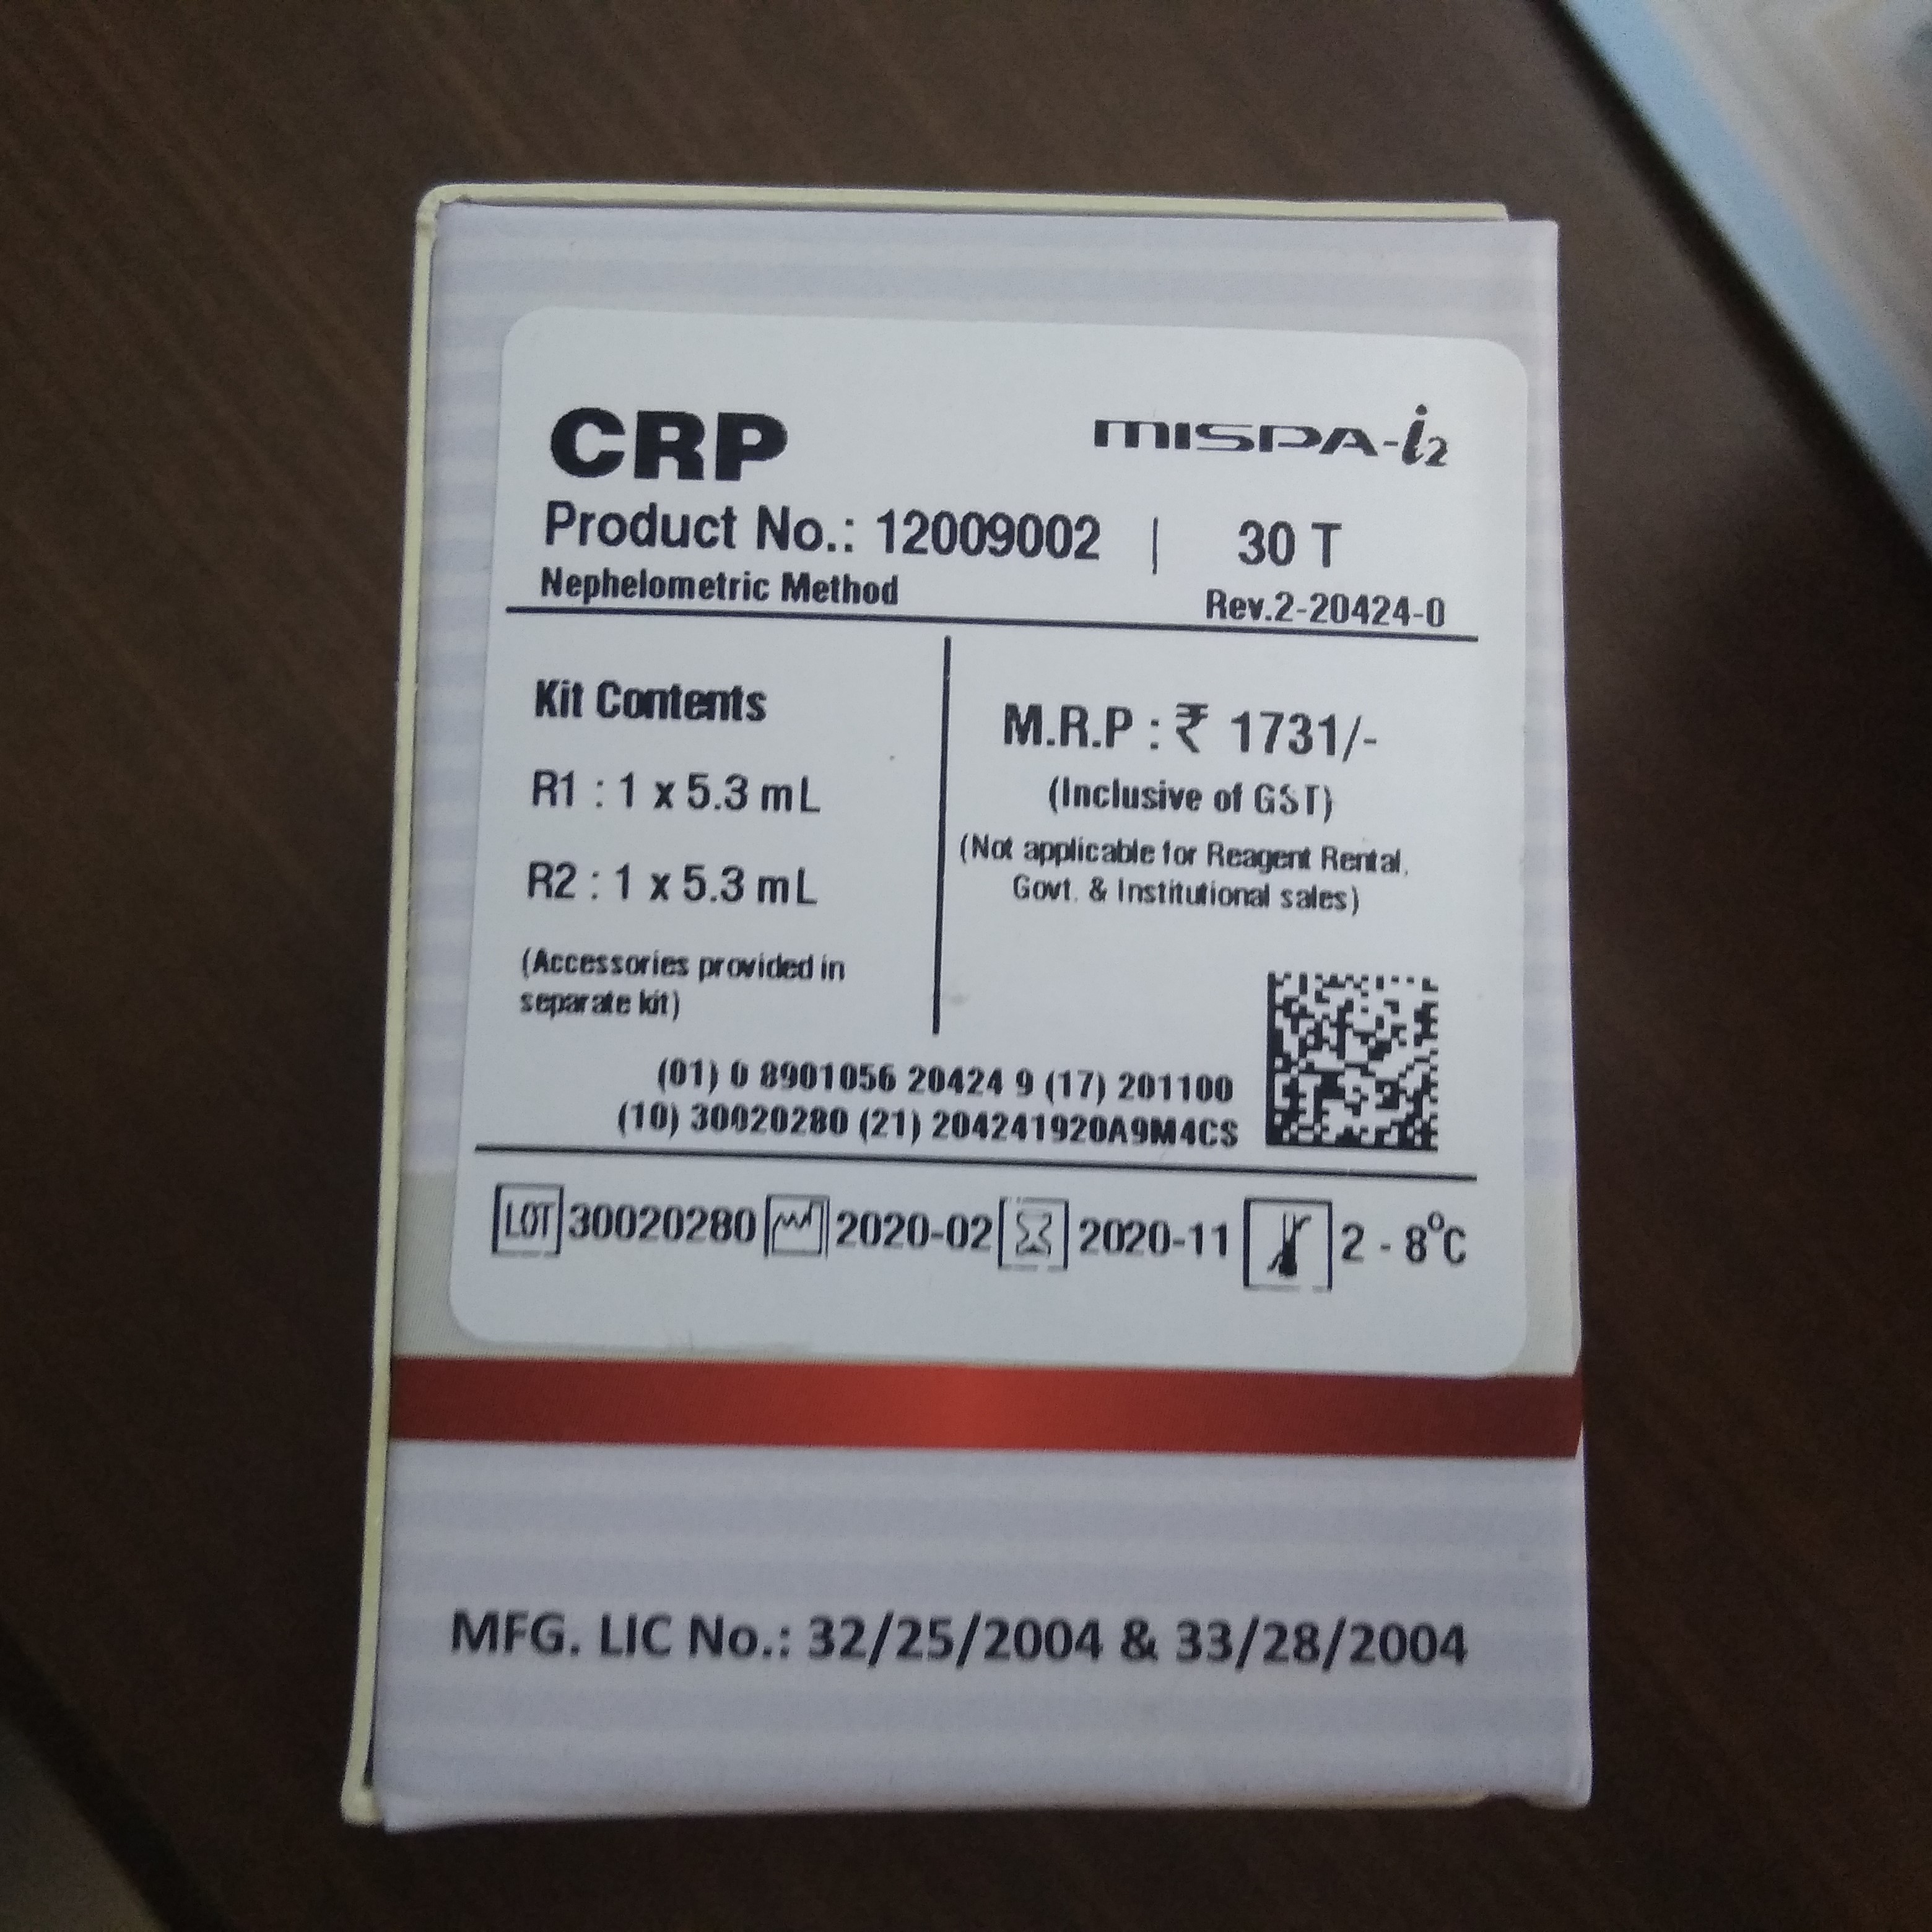 CRP
MISPA-i2
Product No.: 12009002 | 30 T
Nephelometric Method
Rev.2-20424-0
Kit Contents
R1 : 1 x 5.3 mL
R2 : 1 x 5.3 mL
(Accessories provided in
separate kit)
M.R.P : ₹ 1731/-
(Inclusive of GST)
(Not applicable for Reagent Rental,
Govt. & Institutional sales)
(01) 0 8901056 20424 9 (17) 201100
(10) 30020280 (21) 204241920A9M4CS
LOT 30020280 2020-02 2020-11 2 - 8°C
MFG. LIC No.: 32/25/2004 & 33/28/2004